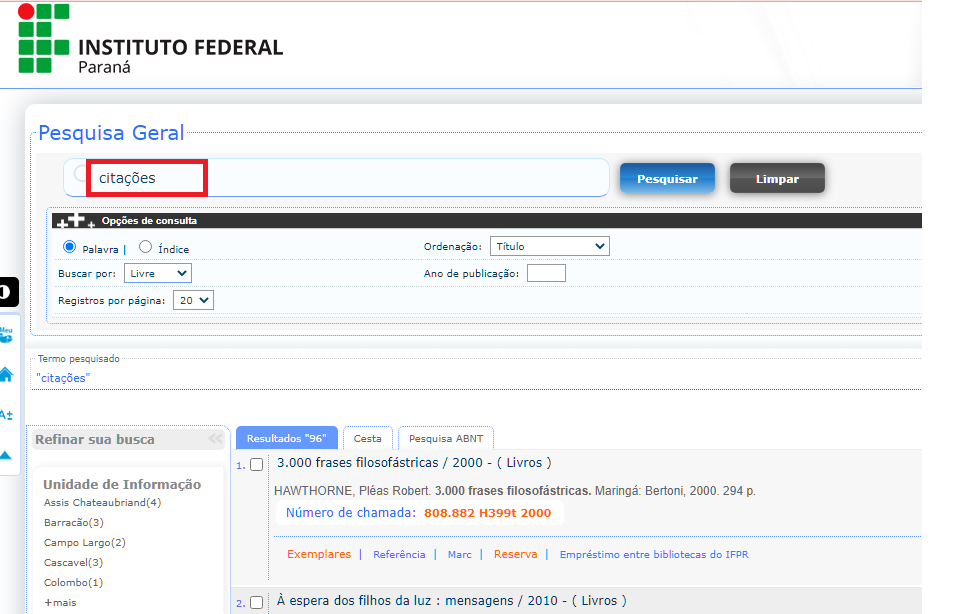 INSTITUTO FEDERAL
Paraná
Pesquisa Geral
citações
Pesquisar
Limpar
Opções de consulta
Palavra | Índice
Ordenação: Título
Buscar por: Livre
Ano de publicação:
Registros por página: 20
Meu
A±
Termo pesquisado
"citações"
Refinar sua busca
Unidade de Informação
Assis Chateaubriand(4)
Barracão(3)
Campo Largo(2)
Cascavel(3)
Colombo(1)
+mais
Resultados "96" Cesta Pesquisa ABNT
1. 3.000 frases filosofástricas / 2000 - ( Livros )
HAWTHORNE, Pléas Robert. 3.000 frases filosofástricas. Maringá: Bertoni, 2000. 294 p.
Número de chamada: 808.882 H399t 2000
Exemplares | Referência | Marc | Reserva | Empréstimo entre bibliotecas do IFPR
2. À espera dos filhos da luz : mensagens / 2010 - ( Livros )